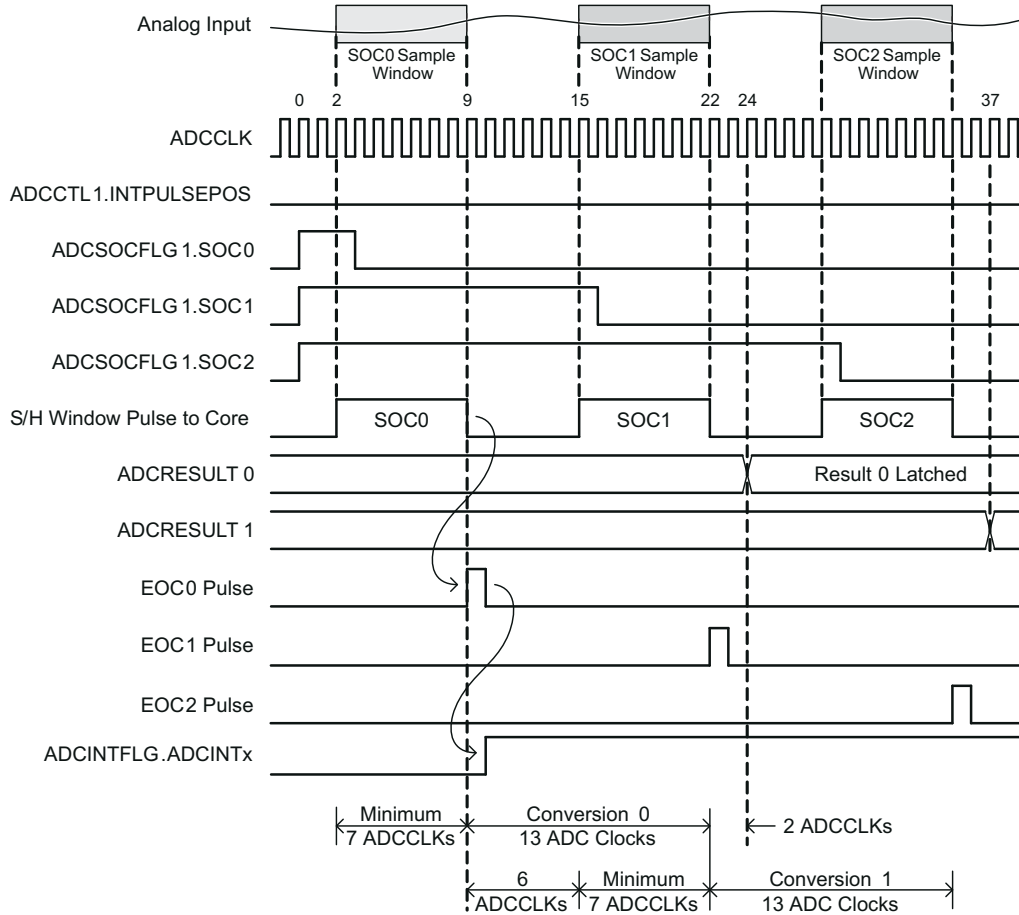 Analog Input
SOC0 Sample
Window
SOC1 Sample
Window
SOC2 Sample
Window
0 2 9 15 22 24 37
ADCCLK
ADCCTL1.INTPULSEPOS
ADCSOCFLG 1.SOC0
ADCSOCFLG 1.SOC1
ADCSOCFLG 1.SOC2
S/H Window Pulse to Core
SOC0
SOC1
SOC2
ADCRESULT 0
Result 0 Latched
ADCRESULT 1
EOC0 Pulse
EOC1 Pulse
EOC2 Pulse
ADCINTFLG.ADCINTx
Minimum
7 ADCCLKs
Conversion 0
13 ADC Clocks
2 ADCCLKs
6
ADCCLKs
Minimum
7 ADCCLKs
Conversion 1
13 ADC Clocks